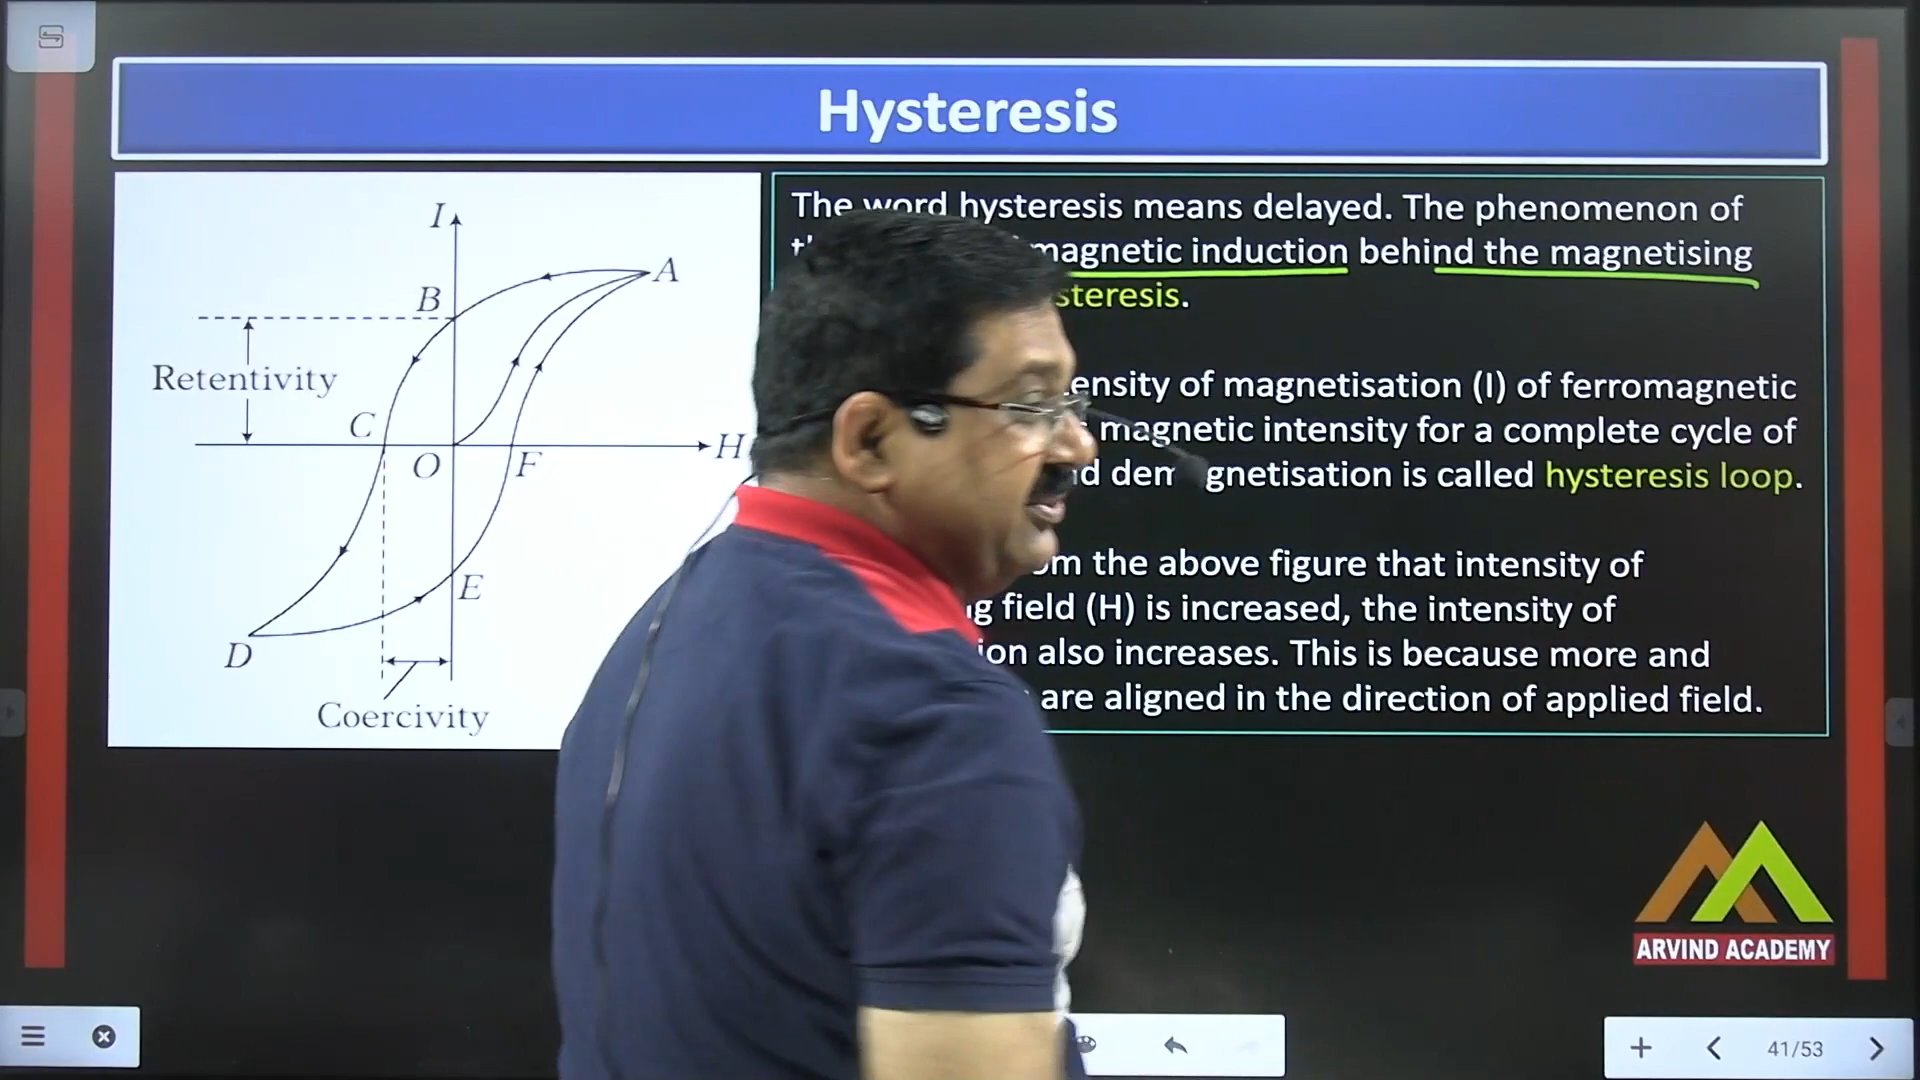 Hysteresis
I
A
B
Retentivity
C
H
O
F
E
D
Coercivity
The word hysteresis means delayed. The phenomenon of
magnetic induction behind the magnetising
steresis.
ensity of magnetisation (I) of ferromagnetic
magnetic intensity for a complete cycle of
gnetisation is called hysteresis loop.
om the above figure that intensity of
field (H) is increased, the intensity of
ion also increases. This is because more and
are aligned in the direction of applied field.
ARVIND ACADEMY
41/53